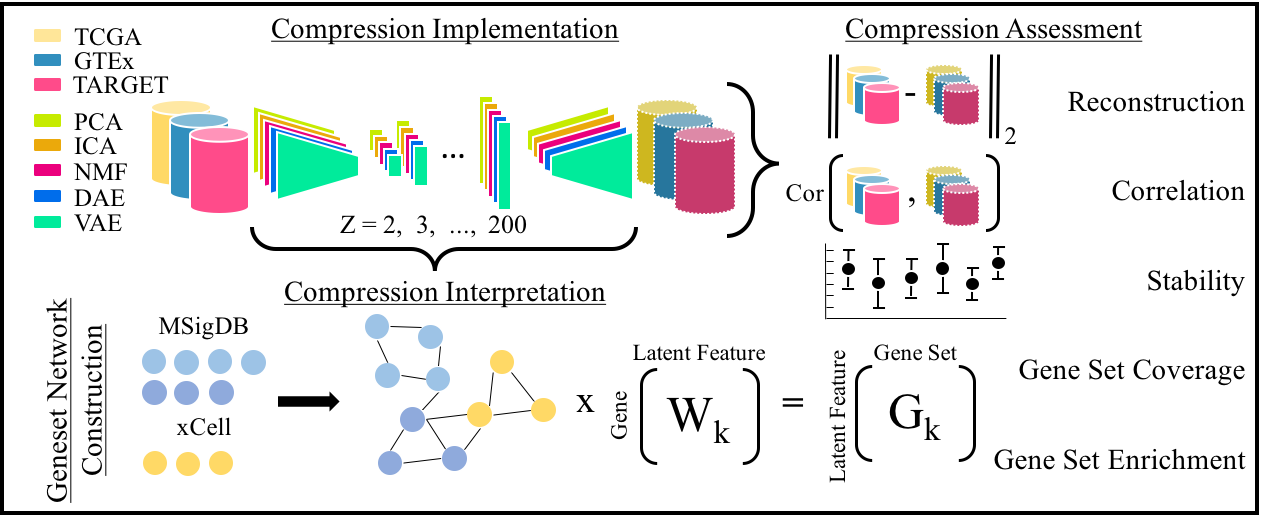 Compression Implementation
Compression Assessment
TCGA
GTEx
TARGET
PCA
ICA
NMF
DAE
VAE
...
Z = 2, 3, ..., 200
-
2
Reconstruction
Cor
,
Correlation
Stability
Compression Interpretation
Geneset Network
Construction
MSigDB
xCell
x
Latent Feature
Gene
Wk
=
Gene Set
Latent Feature
Gk
Gene Set Coverage
Gene Set Enrichment